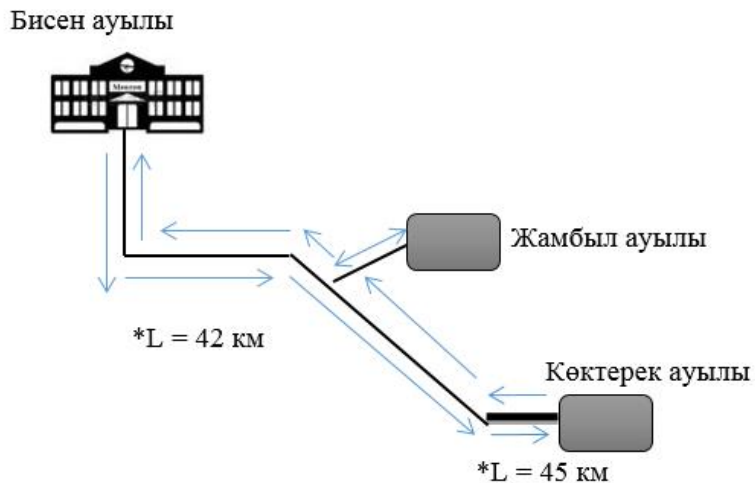 Бисен ауылы
Мектеп
Жамбыл ауылы
*L = 42 км
Көктерек ауылы
*L = 45 км